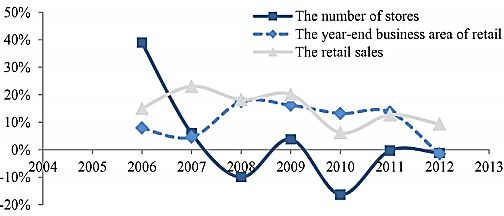 50%
The number of stores
40%
The year-end business area of retail
30%
The retail sales
20%
10%
0%
2004 2005 2006 2007 2008 2009 2010 2011 2012 2013
-10%
-20%